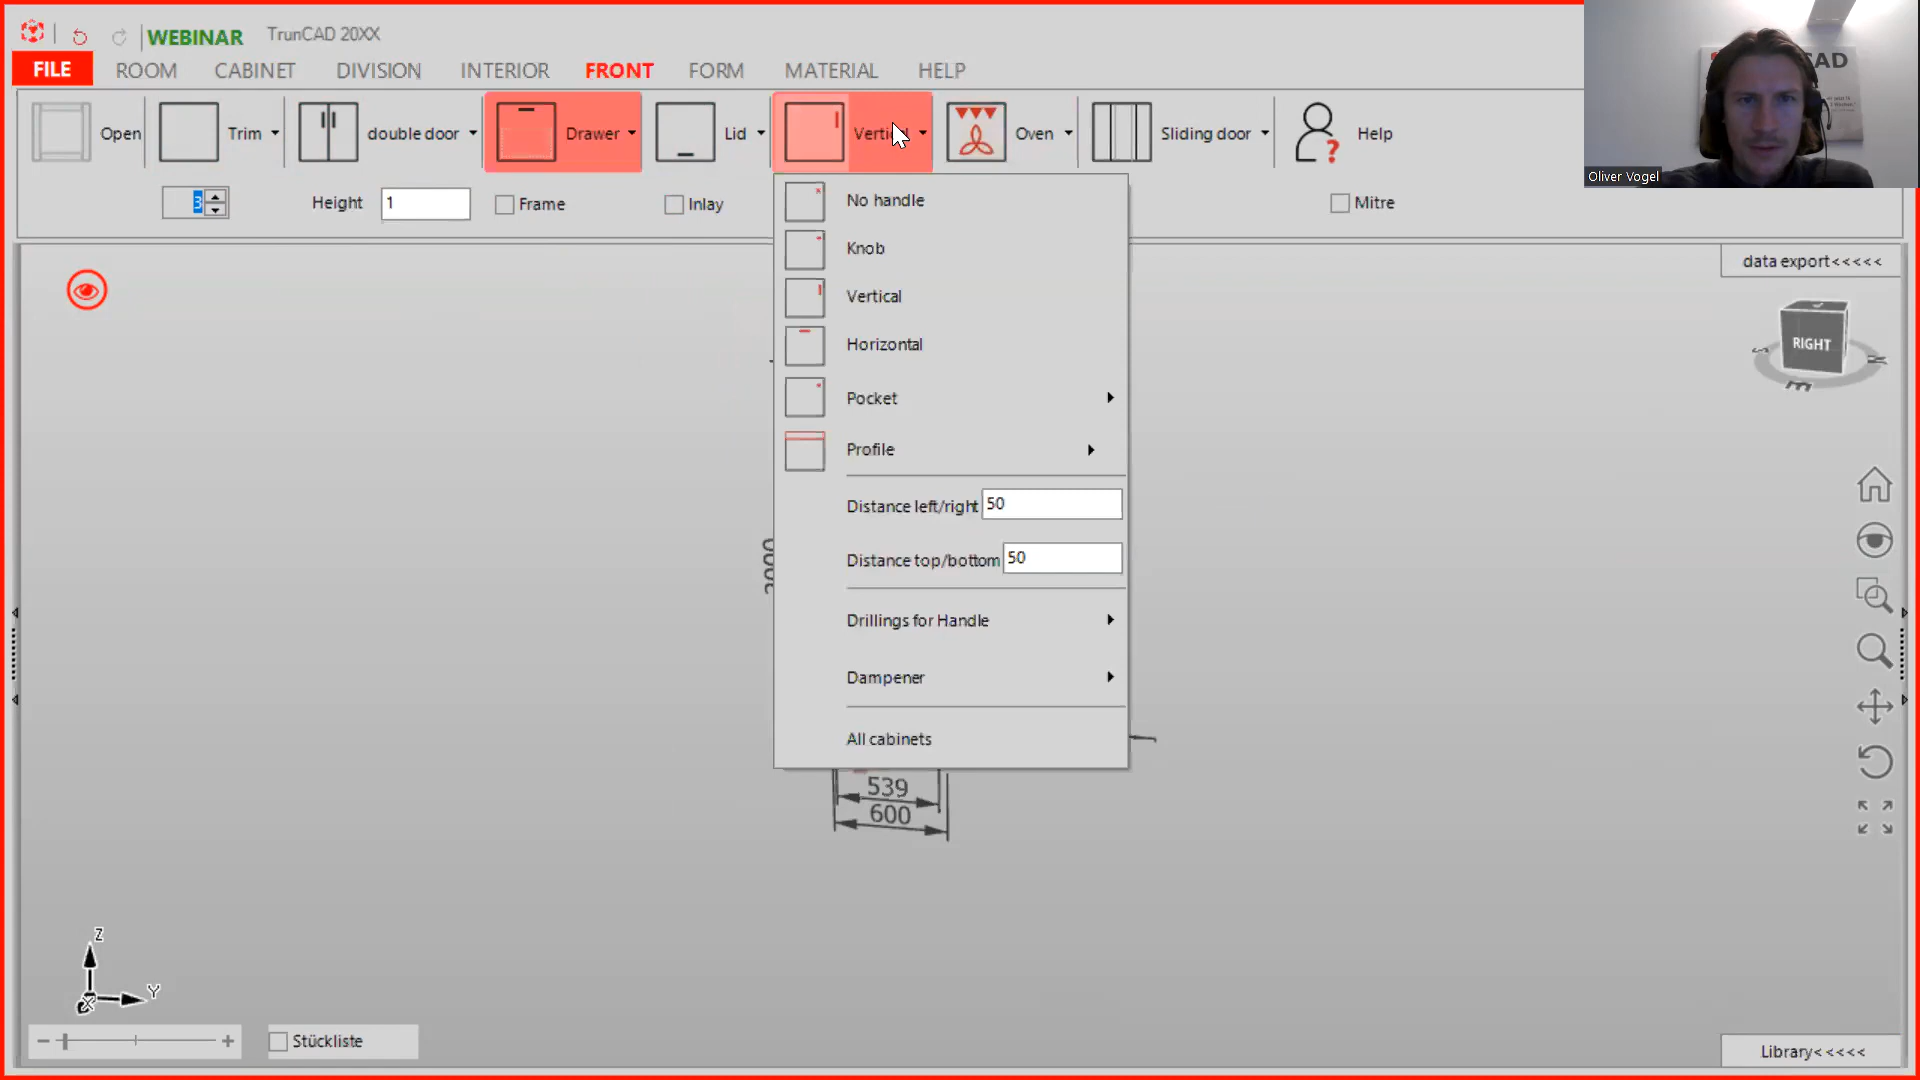 WEBINAR TrunCAD 20XX
FILE ROOM CABINET DIVISION INTERIOR FRONT FORM MATERIAL HELP
Open Trim double door Drawer Lid Oven Sliding door Help
3 Height 1 Frame Inlay Mitre
Oliver Vogel
No handle
Knob
Vertical
Horizontal
Pocket
Profile
Distance left/right 50
Distance top/bottom 50
Drillings for Handle
Dampener
All cabinets
data export<<<<<
RIGHT
539
600
Z
Y
X
Stückliste
Library<<<<<